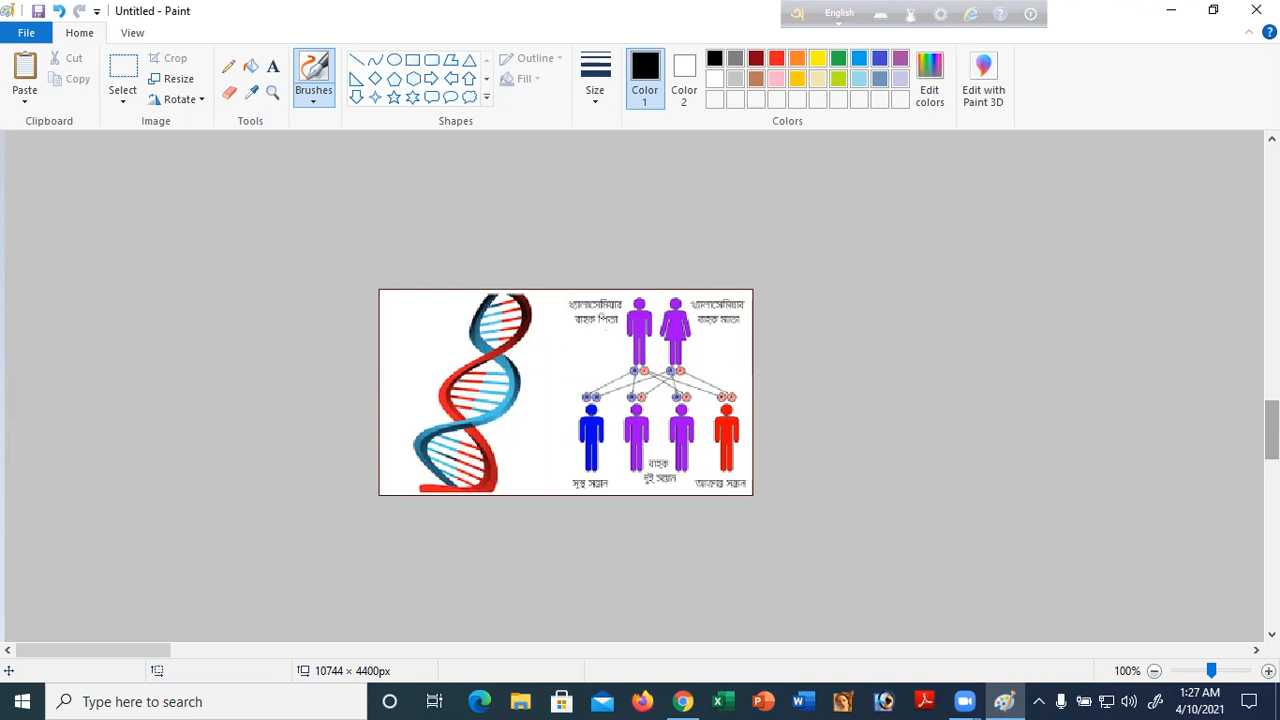 Untitled - Paint
অ English
File Home View
Paste
Cut
Copy
Clipboard
Select
Crop
Resize
Rotate
Image
A
Tools
Brushes
Outline
Fill
Shapes
Size
Color
1
Color
2
Edit
colors
Colors
Edit with
Paint 3D
থ্যালাসেমিয়ার
বাহক পিতা
থ্যালাসেমিয়ার
বাহক মাতা
সুস্থ সন্তান
বাহক
দুই সন্তান
আক্রান্ত সন্তান
10744 × 4400px
100%
Type here to search
1:27 AM
4/10/2021